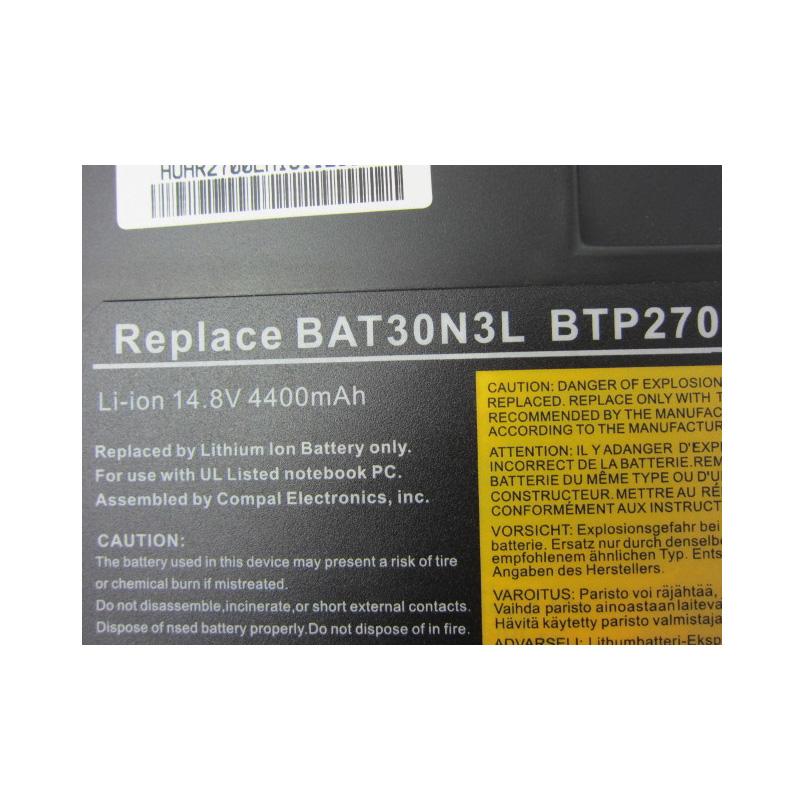 Replace BAT30N3L BTP270
Li-ion 14.8V 4400mAh
Replaced by Lithium Ion Battery only.
For use with UL Listed notebook PC.
Assembled by Compal Electronics, inc.
CAUTION:
The battery used in this device may present a risk of tire
or chemical burn if mistreated.
Do not disassemble,incinerate,or short external contacts.
Dispose of nsed battery properly.Do not dispose of in fire.
CAUTION: DANGER OF EXPLOSION
REPLACED. REPLACE ONLY WITH
RECOMMENDED BY THE MANUFAC
ACCORDING TO THE MANUFACTUR
ATTENTION: IL Y ADANGER D'EXP
INCORRECT DE LA BATTERIE.REM
BATTERIE DU MÊME TYPE OU D'U
CONSTRUCTEUR. METTRE AU RÉ
CONFORMÉMENT AUX INSTRUCT
VORSICHT: Explosionsgefahr bei
batterie. Ersatz nur durch denselbe
empfohlenem ähnlichen Typ. Ents
Angaben des Herstellers.
VAROITUS: Paristo voi räjähtää,
Vaihda paristo ainoastaan laiteva
Hävitä käytetty paristo valmistaja
ADVARSELI: Lithumbatteri-Eksp